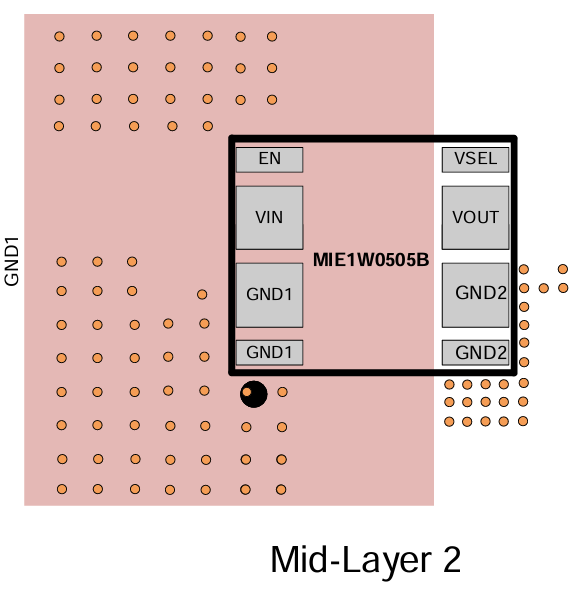 EN
VSEL
VIN
VOUT
GND1
MIE1W0505B
GND1
GND2
GND1
GND2
Mid-Layer 2